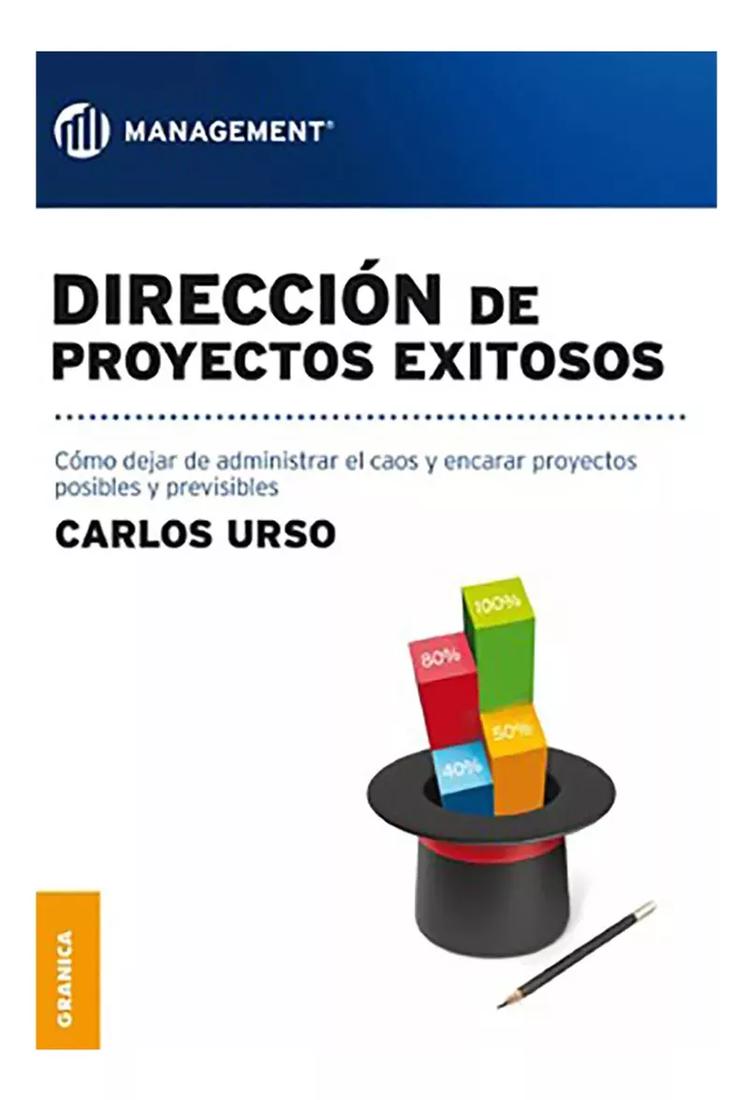 MANAGEMENT®
DIRECCIÓN DE
PROYECTOS EXITOSOS
Cómo dejar de administrar el caos y encarar proyectos
posibles y previsibles
CARLOS URSO
100%
80%
50%
40%
GRANICA